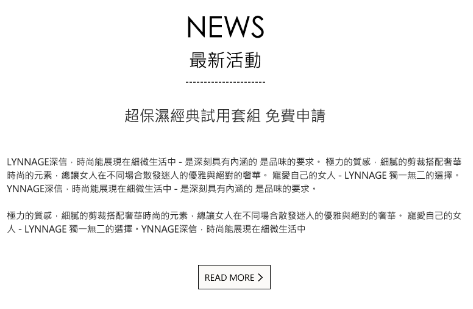 NEWS
最新活動
超保濕經典試用套組 免費申請
LYNNAGE深信，時尚能展現在細微生活中 - 是深刻具有內涵的 是品味的要求。 極力的質感，細膩的剪裁搭配奢華
時尚的元素，總讓女人在不同場合散發迷人的優雅與絕對的奢華。 寵愛自己的女人 - LYNNAGE 獨一無二的選擇。
YNNAGE深信，時尚能展現在細微生活中 - 是深刻具有內涵的 是品味的要求。
極力的質感，細膩的剪裁搭配奢華時尚的元素，總讓女人在不同場合散發迷人的優雅與絕對的奢華。 寵愛自己的女
人 - LYNNAGE 獨一無二的選擇。YNNAGE深信，時尚能展現在細微生活中
READ MORE >